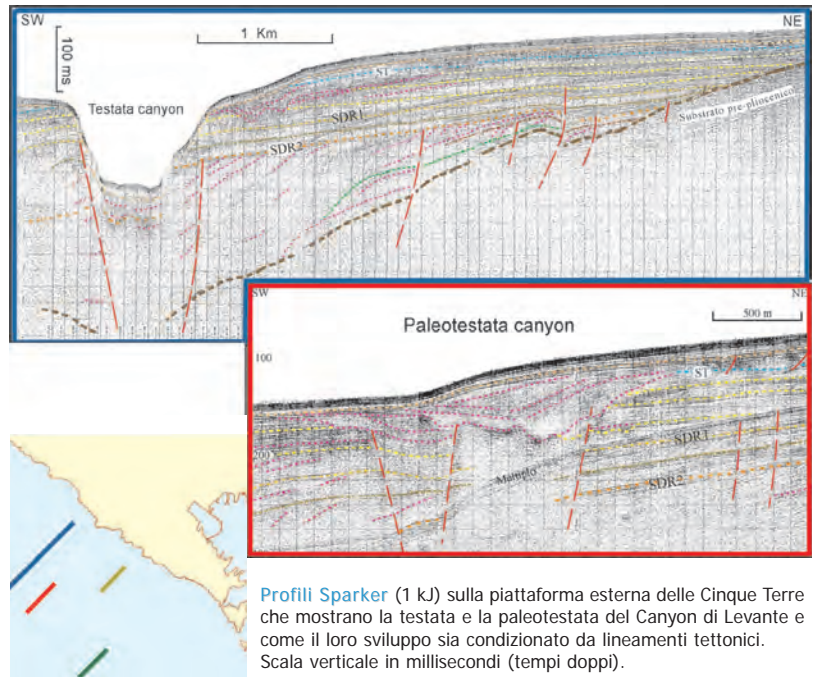 SW
NE
100 ms
1 Km
Testata canyon
ST
SDR1
SDR2
Substrato pre-pliocenico
SW
NE
Paleotestata canyon
500 m
100
ST
200
Multiplo
SDR1
SDR2
Profili Sparker (1 kJ) sulla piattaforma esterna delle Cinque Terre
che mostrano la testata e la paleotestata del Canyon di Levante e
come il loro sviluppo sia condizionato da lineamenti tettonici.
Scala verticale in millisecondi (tempi doppi).